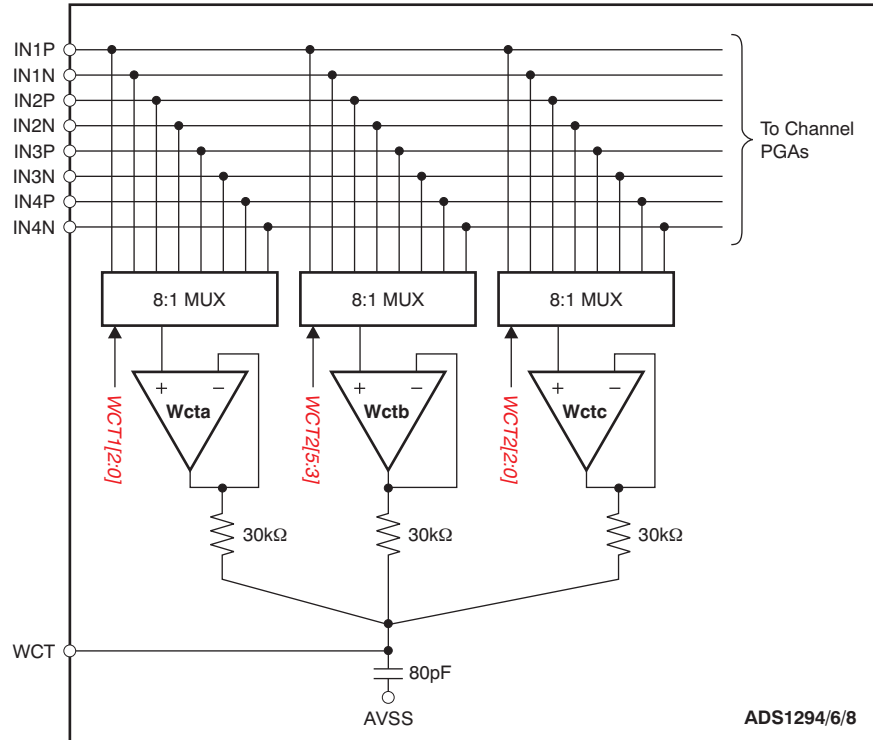 IN1P
IN1N
IN2P
IN2N
IN3P
IN3N
IN4P
IN4N
To Channel
PGAs
8:1 MUX
8:1 MUX
8:1 MUX
+ −
+ −
+ −
Wcta
Wctb
Wctc
WCT1[2:0]
WCT2[5:3]
WCT2[2:0]
30kΩ
30kΩ
30kΩ
WCT
80pF
AVSS
ADS1294/6/8